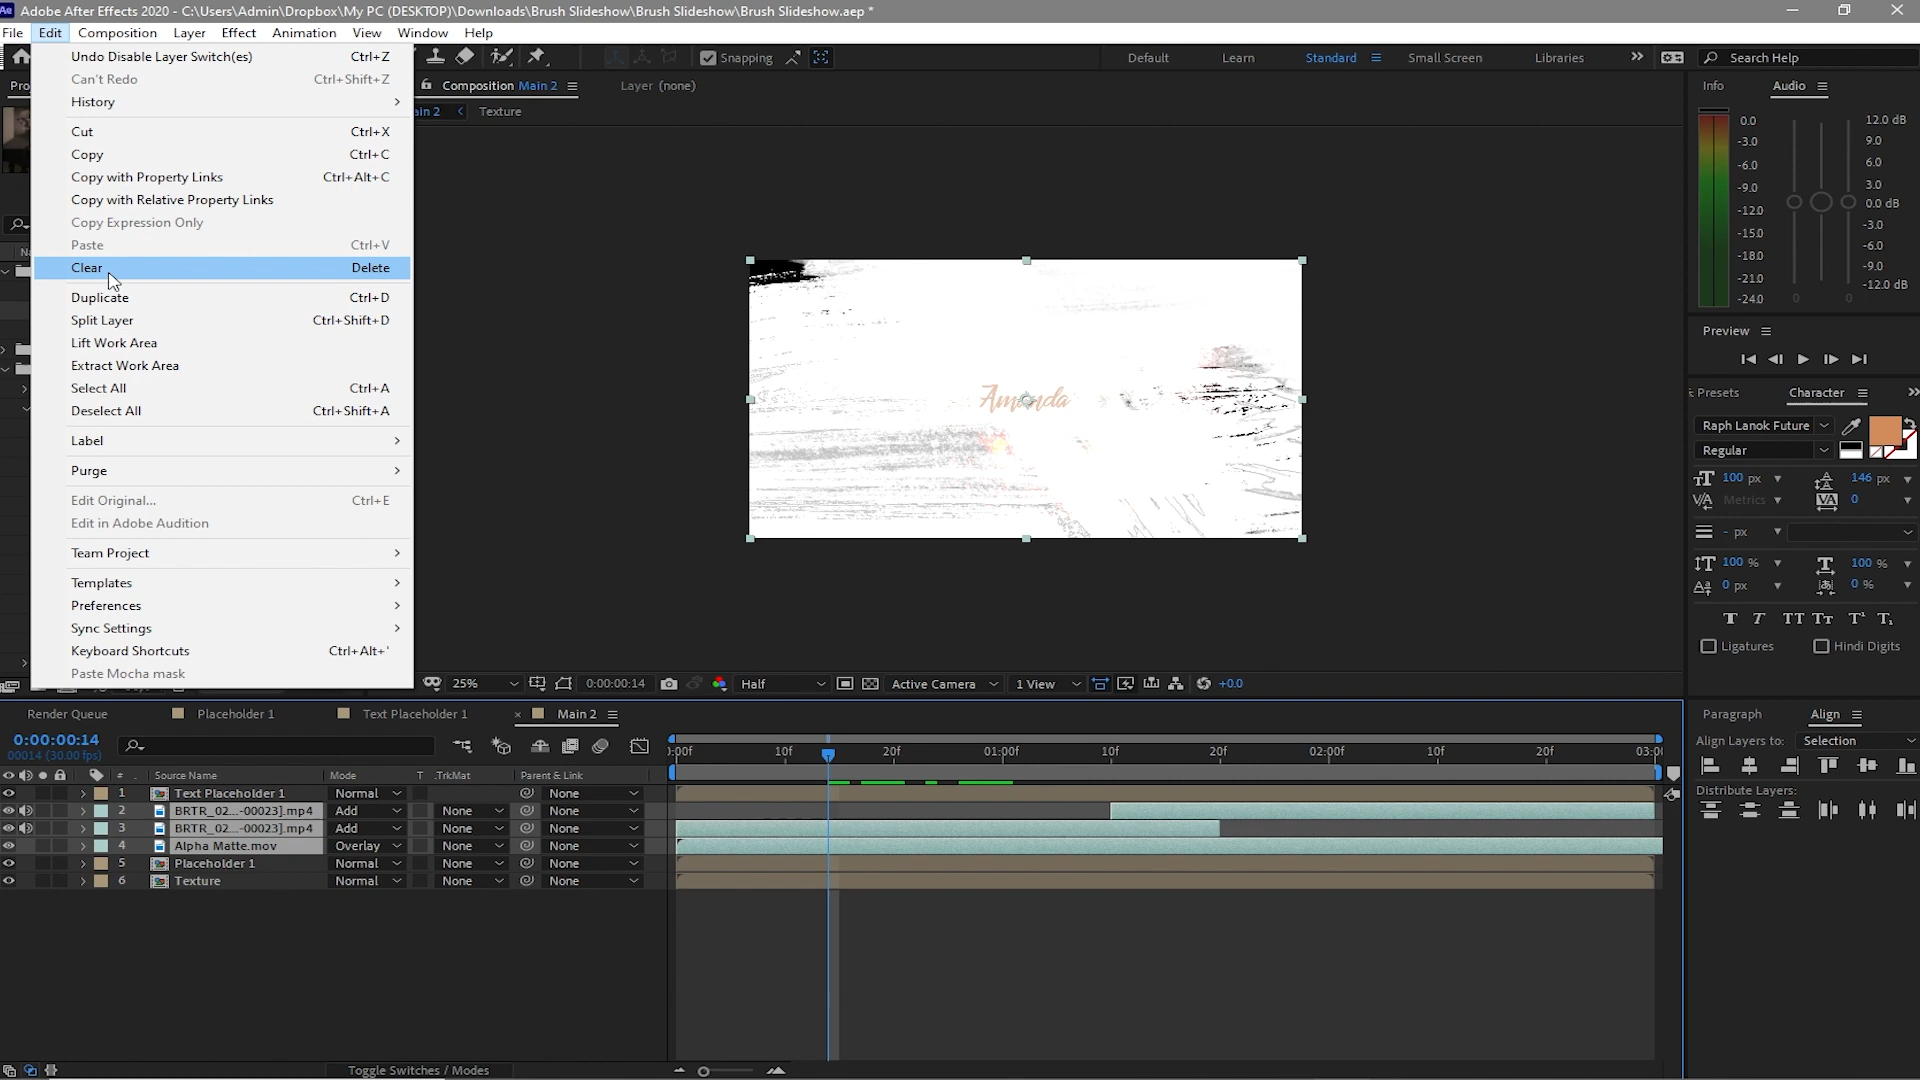 Adobe After Effects 2020 - C:\Users\Admin\Dropbox\My PC (DESKTOP)\Downloads\Brush Slideshow\Brush Slideshow\Brush Slideshow.aep *
File Edit Composition Layer Effect Animation View Window Help
Undo Disable Layer Switch(es) Ctrl+Z
Can't Redo Ctrl+Shift+Z
History
Cut Ctrl+X
Copy Ctrl+C
Copy with Property Links Ctrl+Alt+C
Copy with Relative Property Links
Copy Expression Only
Paste Ctrl+V
Clear Delete
Duplicate Ctrl+D
Split Layer Ctrl+Shift+D
Lift Work Area
Extract Work Area
Select All Ctrl+A
Deselect All Ctrl+Shift+A
Label
Purge
Edit Original... Ctrl+E
Edit in Adobe Audition
Team Project
Templates
Preferences
Sync Settings
Keyboard Shortcuts Ctrl+Alt+'
Paste Mocha mask
Snapping
Default Learn Standard Small Screen Libraries Search Help
Composition Main 2 Layer (none)
ain 2 < Texture
Amanda
25% 0:00:00:14 Half Active Camera 1 View +0.0
Info Audio
0.0
-3.0
-6.0
-9.0
-12.0
-15.0
-18.0
-21.0
-24.0
12.0 dB
9.0
6.0
3.0
0.0 dB
-3.0
-6.0
-9.0
-12.0 dB
0 0
Preview
Presets Character
Raph Lanok Future
Regular
100 px 146 px
Metrics 0
- px
100 % 100 %
0 px 0 %
Ligatures Hindi Digits
Paragraph Align
Align Layers to: Selection
Distribute Layers:
Render Queue Placeholder 1 Text Placeholder 1 × Main 2
0:00:00:14
00014 (30.00 fps)
# Source Name Mode T .TrkMat Parent & Link
1 Text Placeholder 1 Normal None
2 BRTR_02...-00023].mp4 Add None None
3 BRTR_02...-00023].mp4 Add None None
4 Alpha Matte.mov Overlay None None
5 Placeholder 1 Normal None None
6 Texture Normal None None
):00f 10f 20f 01:00f 10f 20f 02:00f 10f 20f 03:00
Toggle Switches / Modes